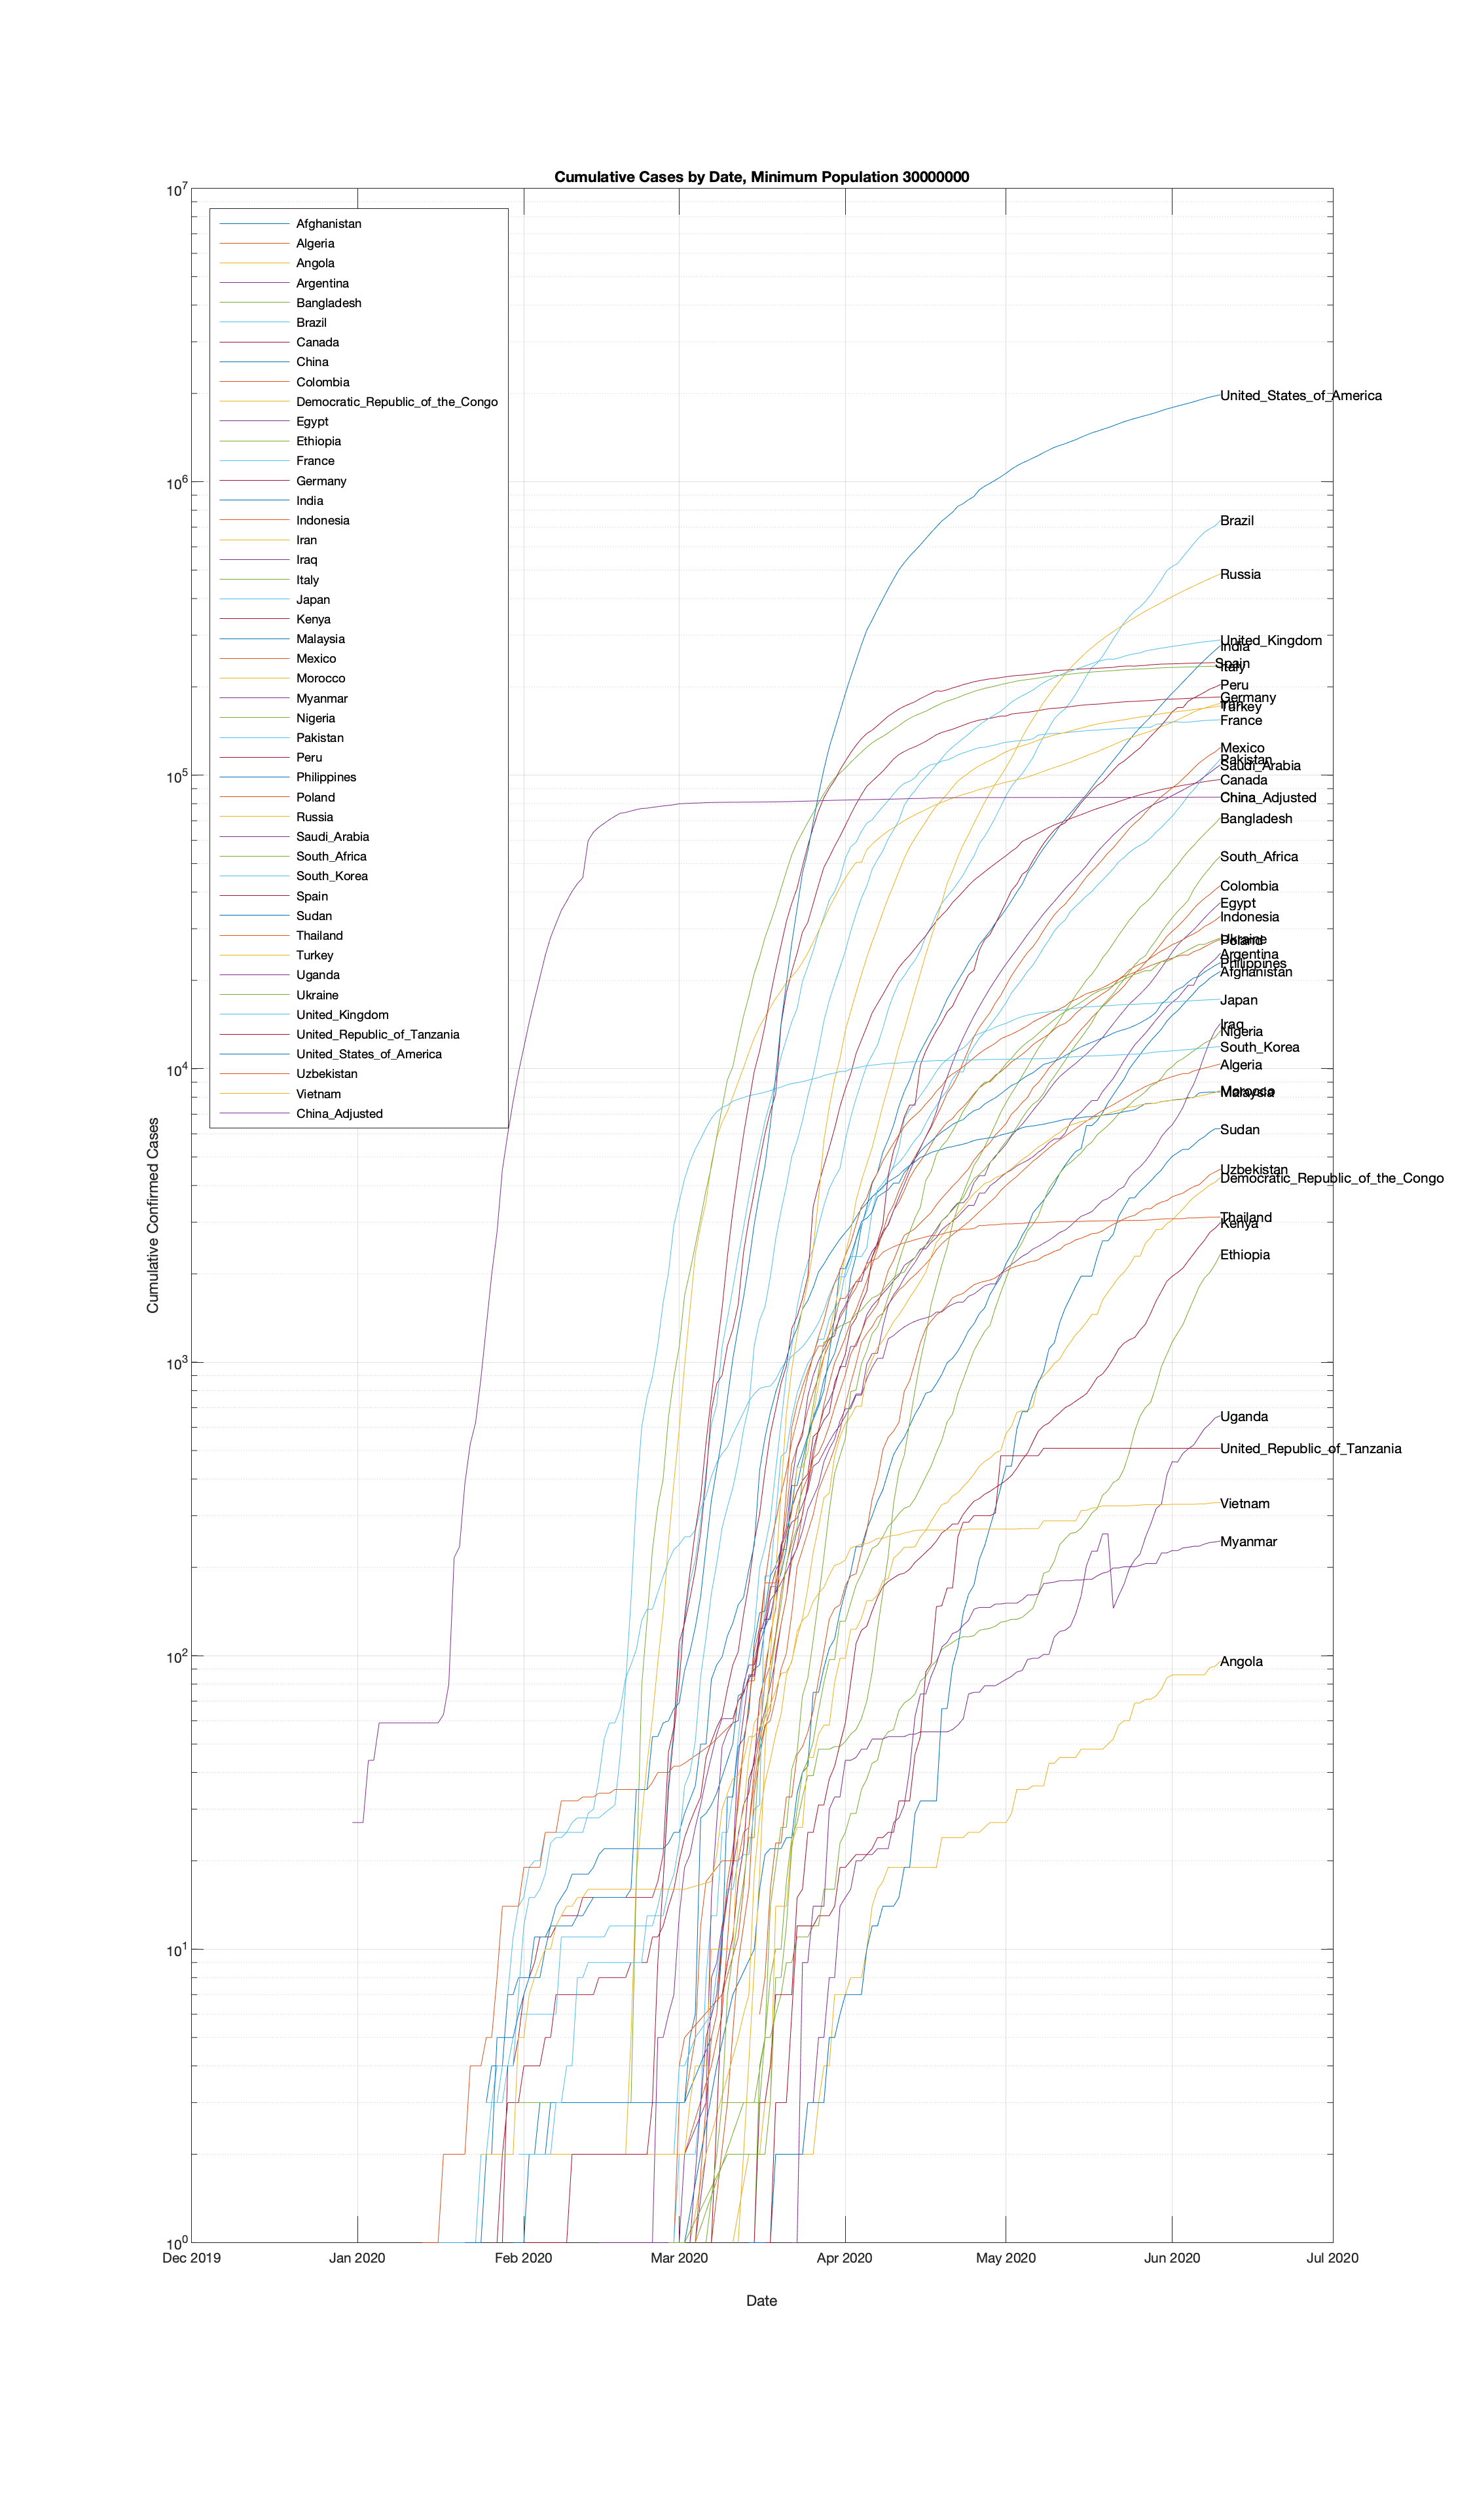 Cumulative Cases by Date, Minimum Population 30000000
10^7
10^6
10^5
10^4
10^3
10^2
10^1
10^0
Cumulative Confirmed Cases
Afghanistan
Algeria
Angola
Argentina
Bangladesh
Brazil
Canada
China
Colombia
Democratic_Republic_of_the_Congo
Egypt
Ethiopia
France
Germany
India
Indonesia
Iran
Iraq
Italy
Japan
Kenya
Malaysia
Mexico
Morocco
Myanmar
Nigeria
Pakistan
Peru
Philippines
Poland
Russia
Saudi_Arabia
South_Africa
South_Korea
Spain
Sudan
Thailand
Turkey
Uganda
Ukraine
United_Kingdom
United_Republic_of_Tanzania
United_States_of_America
Uzbekistan
Vietnam
China_Adjusted
United_States_of_America
Brazil
Russia
United_Kingdom
India
Spain
Italy
Peru
Germany
Iran
Turkey
France
Mexico
Pakistan
Saudi_Arabia
Canada
China_Adjusted
Bangladesh
South_Africa
Colombia
Egypt
Indonesia
Ukraine
Poland
Argentina
Philippines
Afghanistan
Japan
Iraq
Nigeria
South_Korea
Algeria
Morocco
Malaysia
Sudan
Uzbekistan
Democratic_Republic_of_the_Congo
Thailand
Kenya
Ethiopia
Uganda
United_Republic_of_Tanzania
Vietnam
Myanmar
Angola
Dec 2019
Jan 2020
Feb 2020
Mar 2020
Apr 2020
May 2020
Jun 2020
Jul 2020
Date